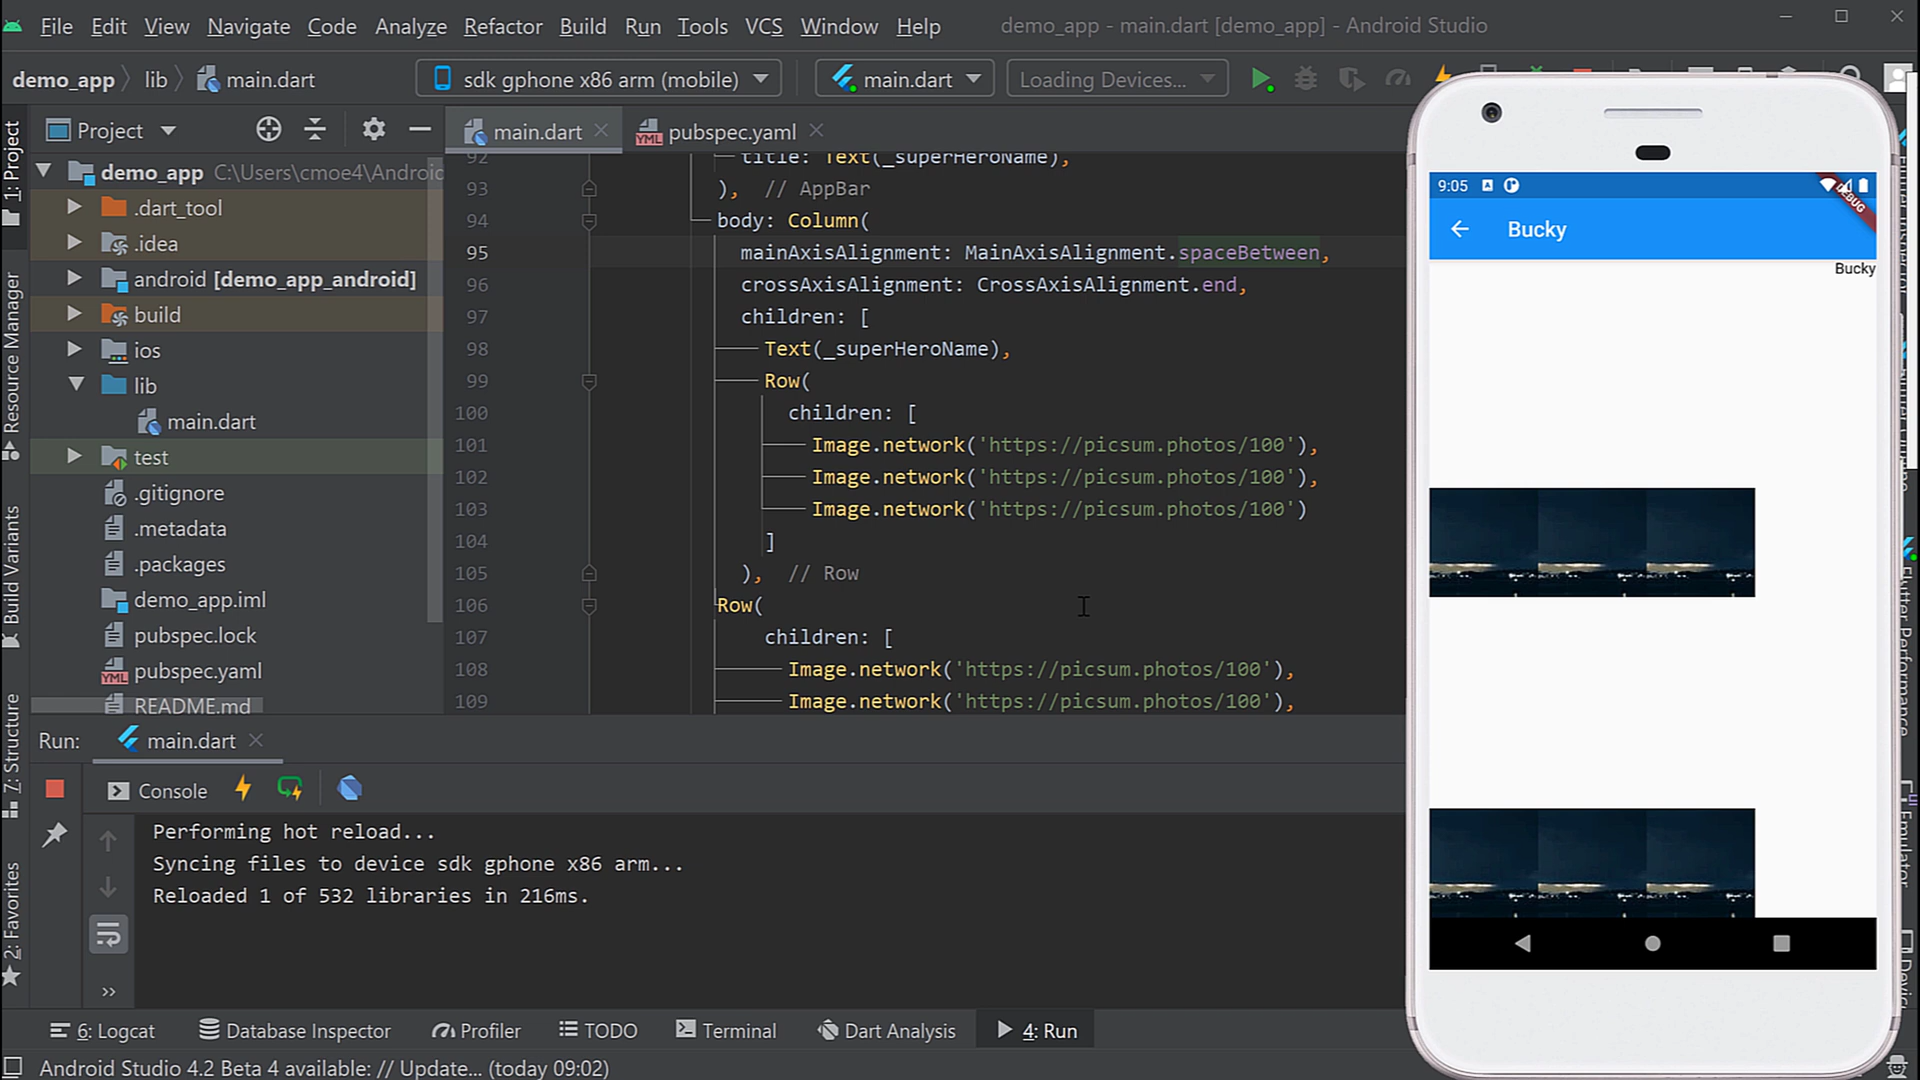 File Edit View Navigate Code Analyze Refactor Build Run Tools VCS Window Help demo_app - main.dart [demo_app] - Android Studio
demo_app lib main.dart sdk gphone x86 arm (mobile) main.dart Loading Devices...
Project
main.dart
pubspec.yaml
1: Project
Resource Manager
Build Variants
7: Structure
2: Favorites
demo_app C:\Users\cmoe4\Android
.dart_tool
.idea
android [demo_app_android]
build
ios
lib
main.dart
test
.gitignore
.metadata
.packages
demo_app.iml
pubspec.lock
pubspec.yaml
README.md
92 title: Text(_superHeroName),
93 ), // AppBar
94 body: Column(
95 mainAxisAlignment: MainAxisAlignment.spaceBetween,
96 crossAxisAlignment: CrossAxisAlignment.end,
97 children: [
98 Text(_superHeroName),
99 Row(
100 children: [
101 Image.network('https://picsum.photos/100'),
102 Image.network('https://picsum.photos/100'),
103 Image.network('https://picsum.photos/100')
104 ]
105 ), // Row
106 Row(
107 children: [
108 Image.network('https://picsum.photos/100'),
109 Image.network('https://picsum.photos/100'),
9:05
DEBUG
Bucky
Bucky
Flutter Performance
Emulator
Run: main.dart
Console
Performing hot reload...
Syncing files to device sdk gphone x86 arm...
Reloaded 1 of 532 libraries in 216ms.
6: Logcat Database Inspector Profiler TODO Terminal Dart Analysis 4: Run
Android Studio 4.2 Beta 4 available: // Update... (today 09:02)